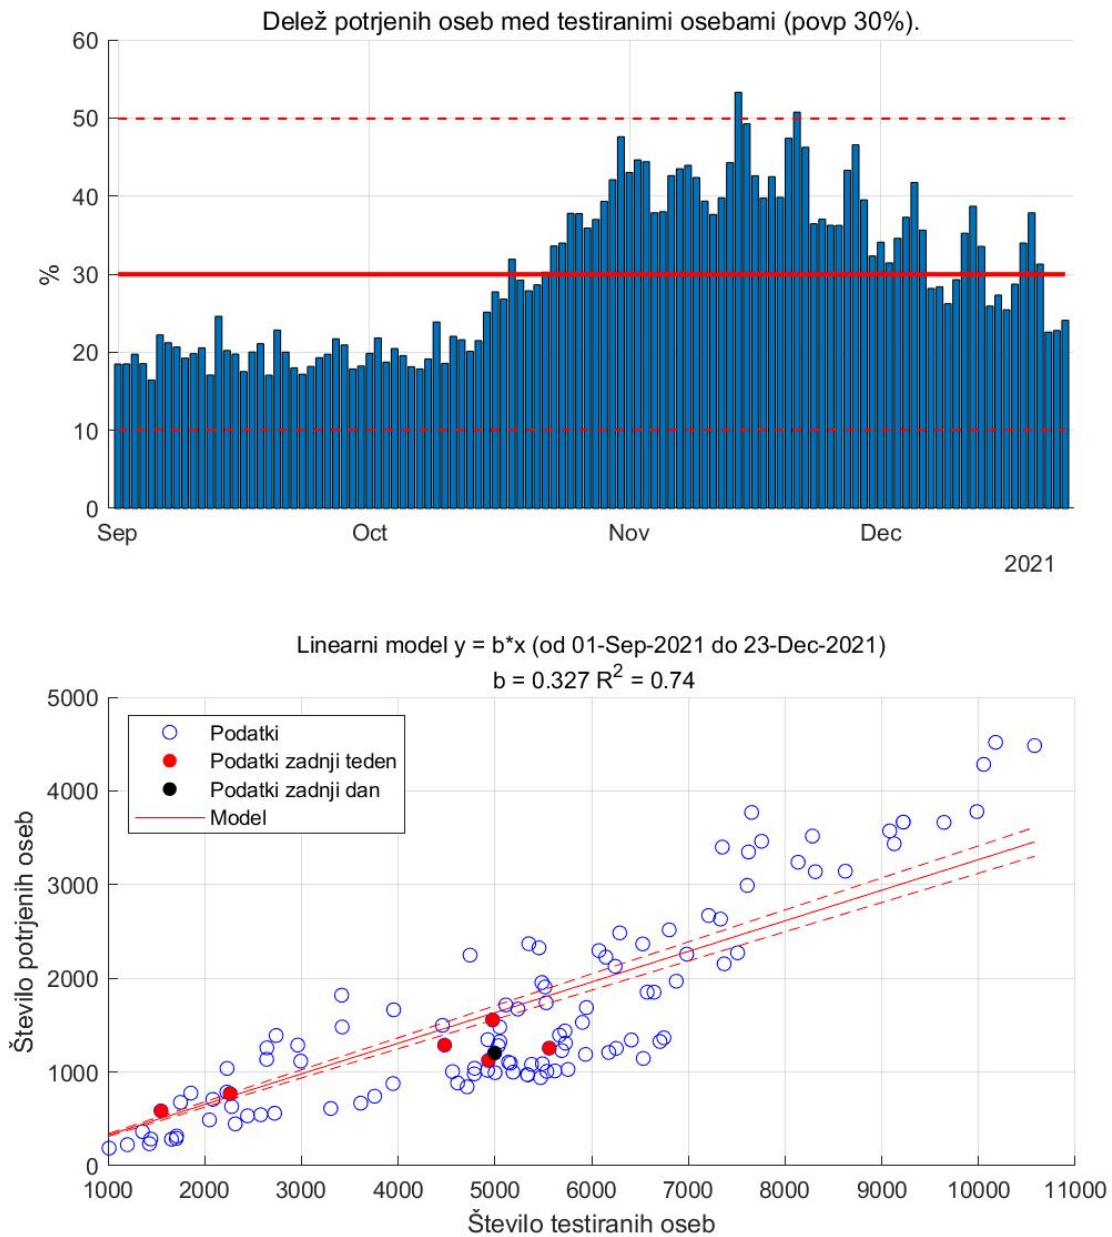 Delež potrjenih oseb med testiranimi osebami (povp 30%).
60
50
40
30
20
10
0
%
Sep
Oct
Nov
Dec
2021
Linearni model y = b*x (od 01-Sep-2021 do 23-Dec-2021)
b = 0.327 R² = 0.74
5000
4000
3000
2000
1000
0
Število potrjenih oseb
Podatki
Podatki zadnji teden
Podatki zadnji dan
Model
1000 2000 3000 4000 5000 6000 7000 8000 9000 10000 11000
Število testiranih oseb